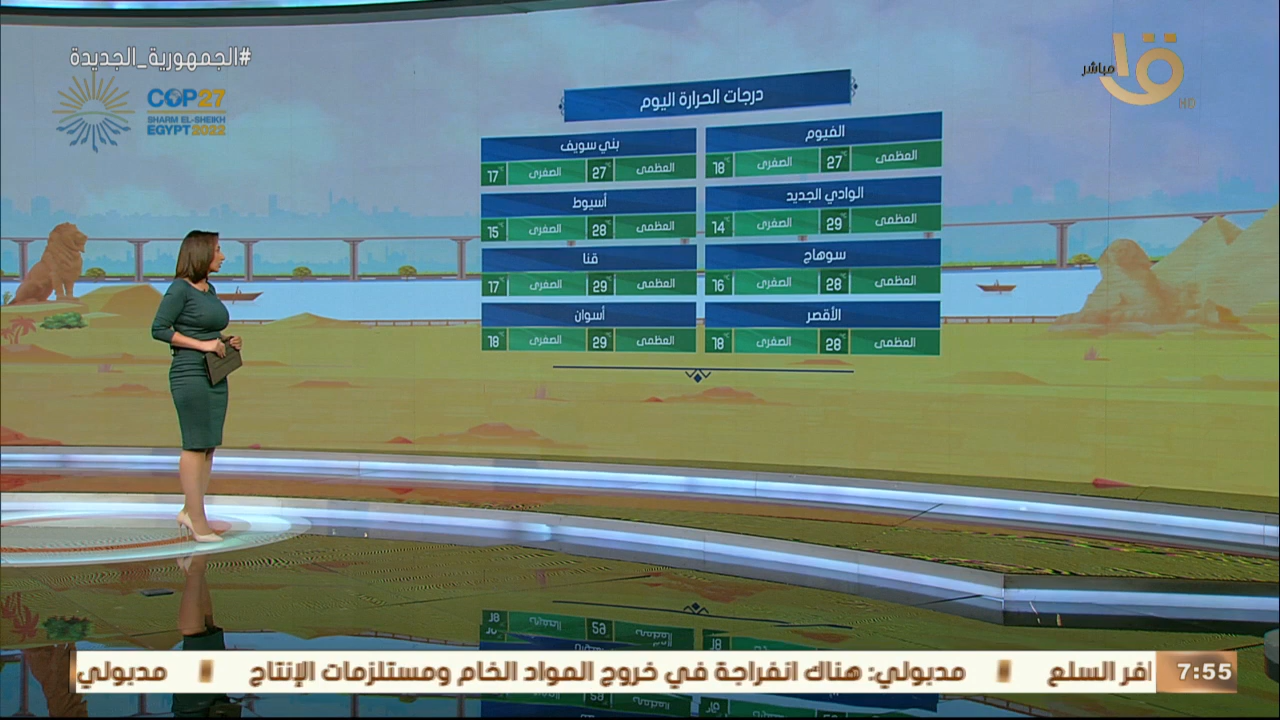 #الجمهورية_الجديدة
COP27
SHARM EL-SHEIKH
EGYPT2022
مباشر
HD
درجات الحرارة اليوم
الفيوم
العظمى 27°c الصغرى 18°c
بني سويف
العظمى 27°c الصغرى 17°c
الوادي الجديد
العظمى 29°c الصغرى 14°c
أسيوط
العظمى 28°c الصغرى 15°c
سوهاج
العظمى 28°c الصغرى 16°c
قنا
العظمى 29°c الصغرى 17°c
الأقصر
العظمى 28°c الصغرى 18°c
أسوان
العظمى 29°c الصغرى 18°c
7:55
افر السلع
مدبولي: هناك انفراجة في خروج المواد الخام ومستلزمات الإنتاج
مدبولي